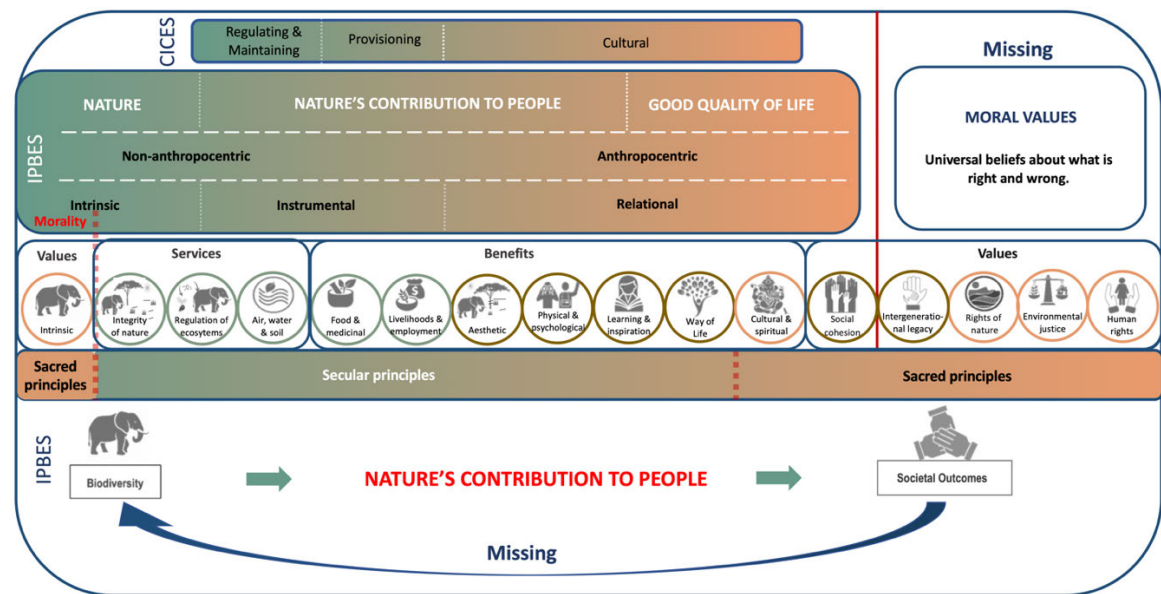 CICES
Regulating &
Maintaining
Provisioning
Cultural
Missing
IPBES
NATURE
NATURE'S CONTRIBUTION TO PEOPLE
GOOD QUALITY OF LIFE
Non-anthropocentric
Anthropocentric
Intrinsic
Instrumental
Relational
Morality
MORAL VALUES
Universal beliefs about what is
right and wrong.
Values
Services
Benefits
Values
Intrinsic
Integrity
of nature
Regulation of
ecosytems
Air, water
& soil
Food &
medicinal
$
Livelihoods &
employment
Aesthetic
Physical &
psychological
Learning &
inspiration
Way of
Life
Cultural &
spiritual
Social
cohesion
Intergeneratio-
nal legacy
Rights of
nature
Environmental
justice
Human
rights
Sacred
principles
Secular principles
Sacred principles
IPBES
Biodiversity
NATURE'S CONTRIBUTION TO PEOPLE
Societal Outcomes
Missing